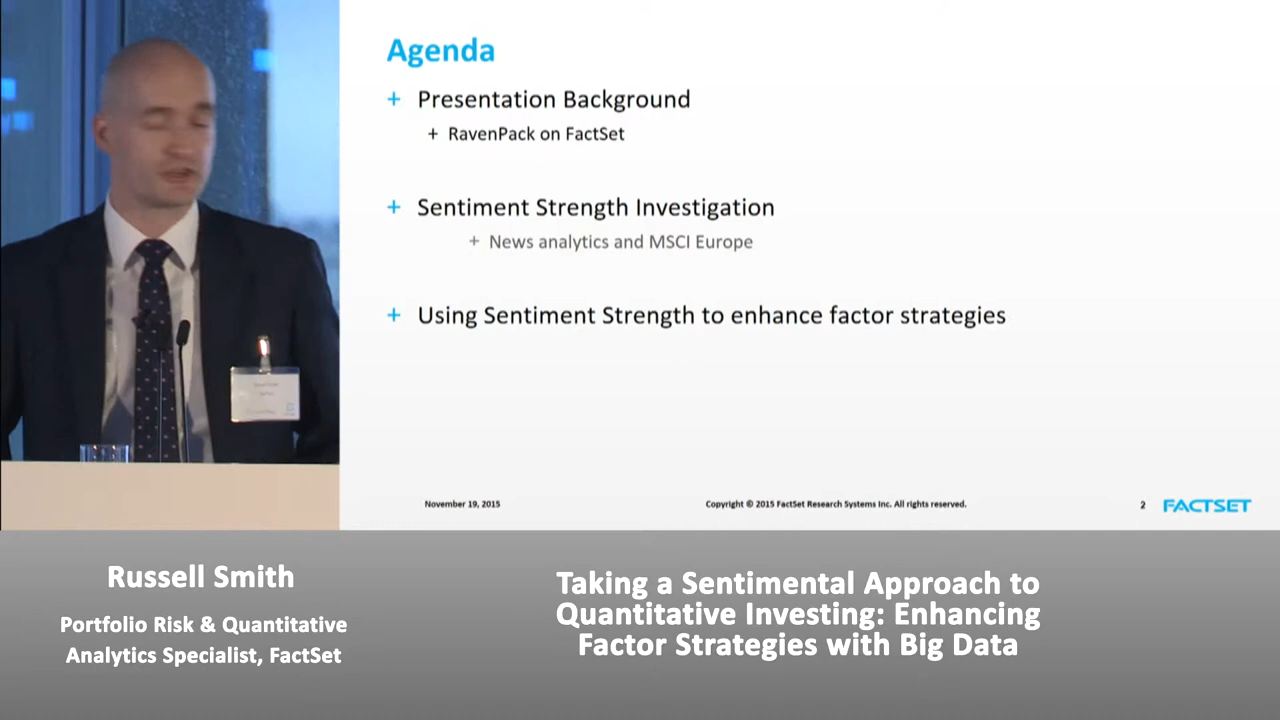 Agenda
+ Presentation Background
+ RavenPack on FactSet
+ Sentiment Strength Investigation
+ News analytics and MSCI Europe
+ Using Sentiment Strength to enhance factor strategies
November 19, 2015
Copyright © 2015 FactSet Research Systems Inc. All rights reserved.
2
FACTSET
Russell Smith
Portfolio Risk & Quantitative
Analytics Specialist, FactSet
Taking a Sentimental Approach to
Quantitative Investing: Enhancing
Factor Strategies with Big Data